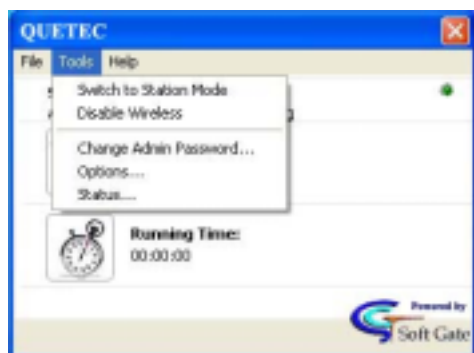 QUETEC
File Tools Help
Switch to Station Mode
Disable Wireless
Change Admin Password...
Options....
Status....
Running Time:
00:00:00
Powered by
Soft Gate